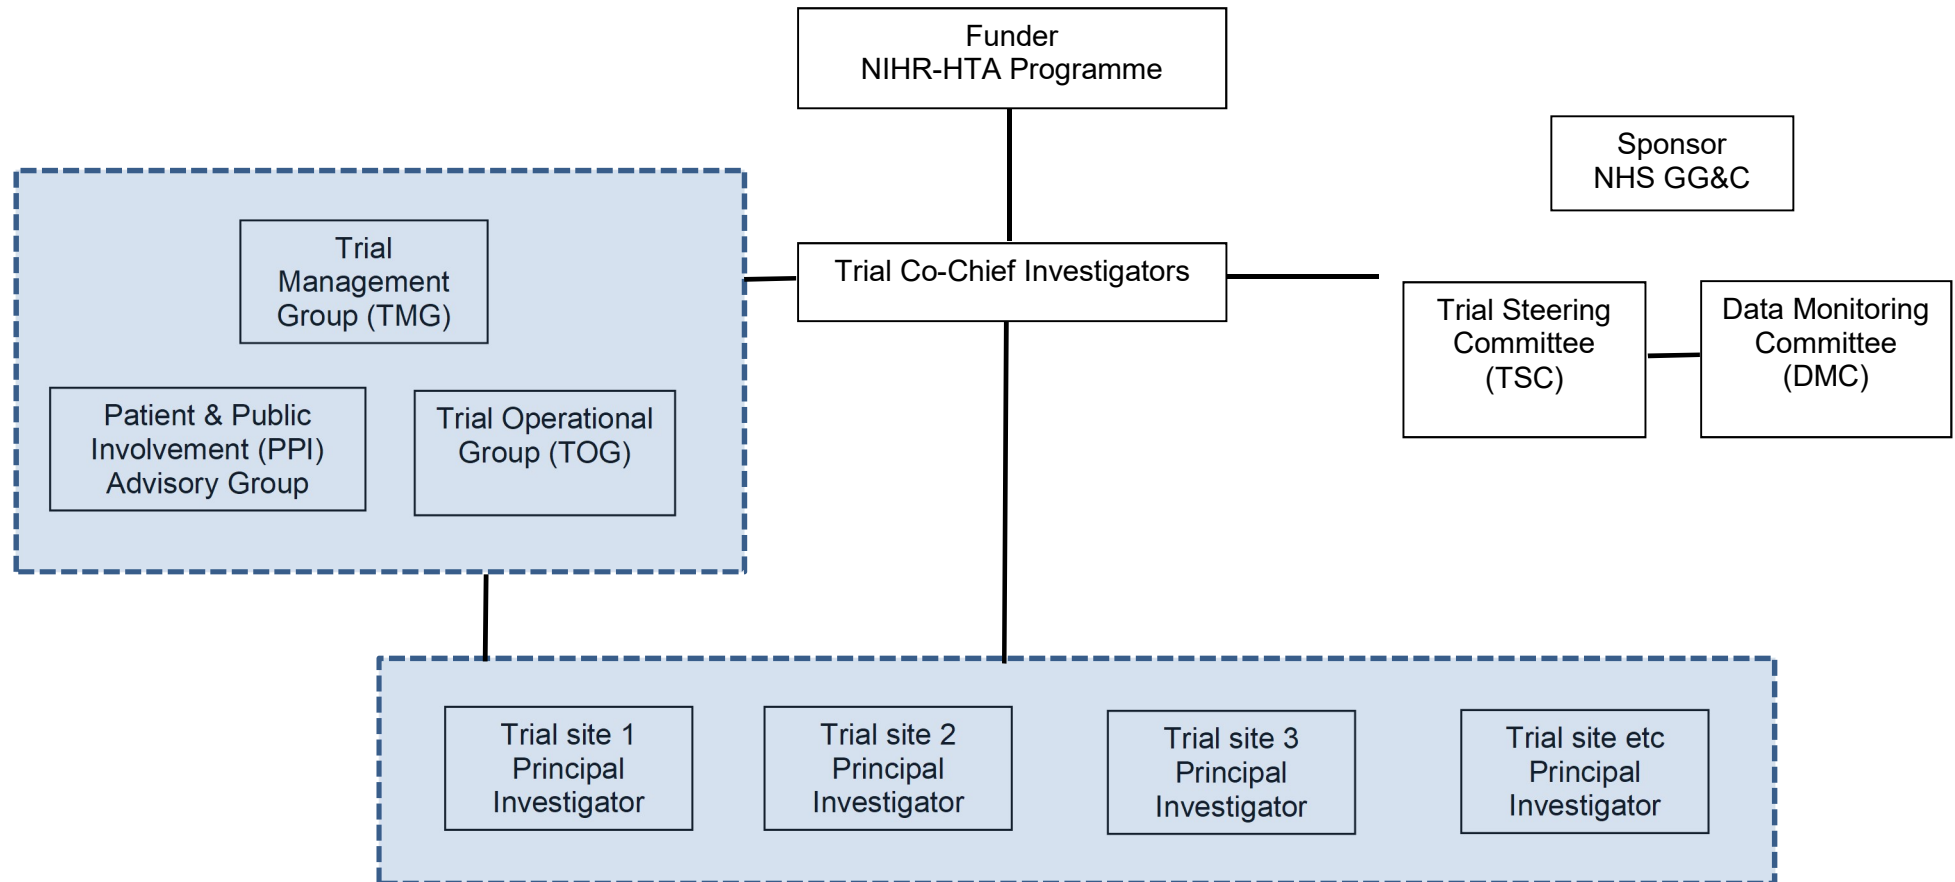 Funder
NIHR-HTA Programme
Sponsor
NHS GG&C
Trial
Management
Group (TMG)
Trial Co-Chief Investigators
Trial Steering
Committee
(TSC)
Data Monitoring
Committee
(DMC)
Patient & Public
Involvement (PPI)
Advisory Group
Trial Operational
Group (TOG)
Trial site 1
Principal
Investigator
Trial site 2
Principal
Investigator
Trial site 3
Principal
Investigator
Trial site etc
Principal
Investigator